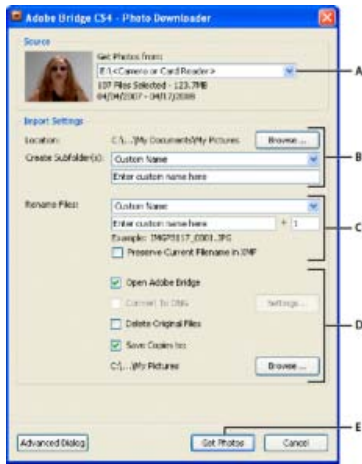 Adobe Bridge CS4 - Photo Downloader
Source
Get Photos from:
E:\<Camera or Card Reader>
107 Files Selected - 123.7MB
04/04/2007 - 04/17/2008
A
Import Settings
Location: C:\...\My Documents\My Pictures Browse ...
Create Subfolder(s): Custom Name
B
Enter custom name here
Rename Files: Custom Name
Enter custom name here + 1
C
Example: IMGP3117_0001.JPG
Preserve Current Filename in XMP
Open Adobe Bridge
Convert To DNG Settings...
Delete Original Files
D
Save Copies to:
C:\...\My Pictures Browse ...
E
Advanced Dialog Get Photos Cancel